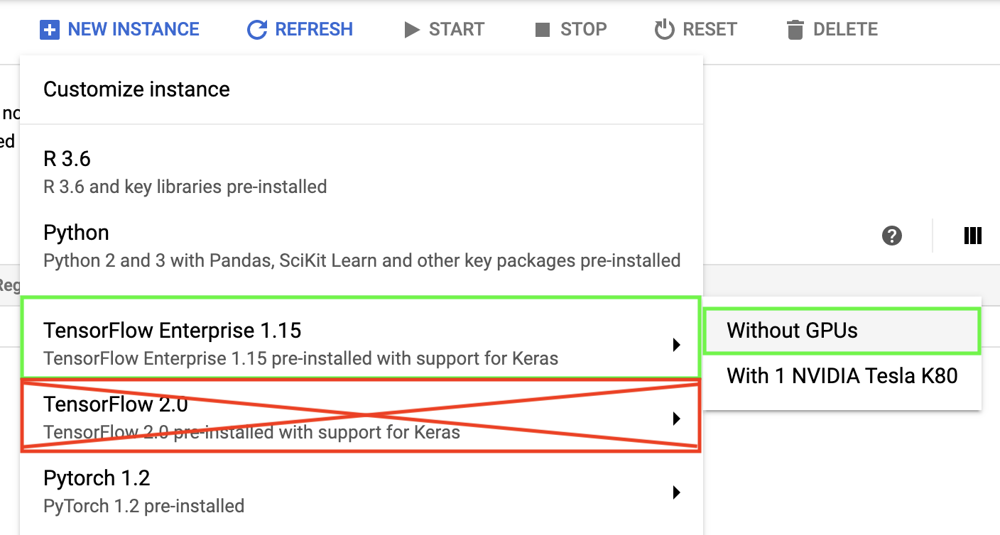 NEW INSTANCE REFRESH START STOP RESET DELETE
Customize instance
no
ed
R 3.6
R 3.6 and key libraries pre-installed
Python
Python 2 and 3 with Pandas, SciKit Learn and other key packages pre-installed
Reg
TensorFlow Enterprise 1.15
TensorFlow Enterprise 1.15 pre-installed with support for Keras
Without GPUs
With 1 NVIDIA Tesla K80
TensorFlow 2.0
TensorFlow 2.0 pre-installed with support for Keras
Pytorch 1.2
PyTorch 1.2 pre-installed